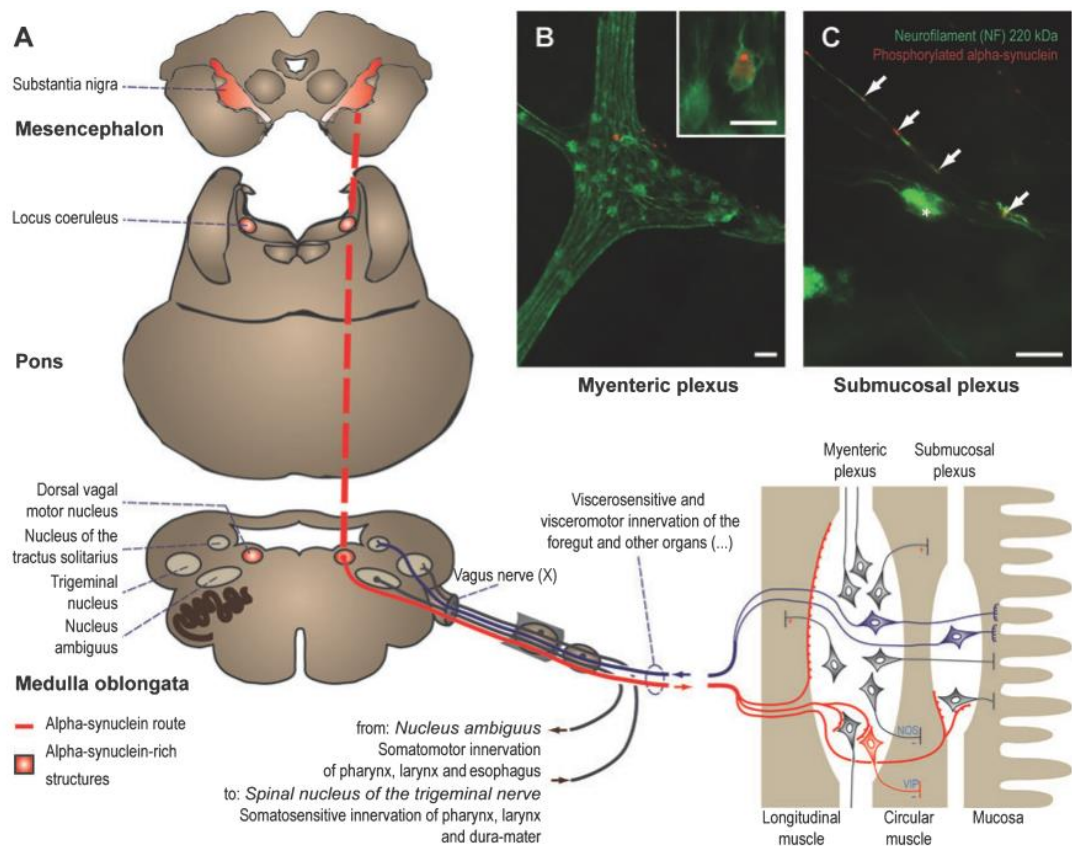 A
Substantia nigra
Mesencephalon
Locus coeruleus
Pons
Dorsal vagal
motor nucleus
Nucleus of the
tractus solitarius
Trigeminal
nucleus
Nucleus
ambiguus
Medulla oblongata
Alpha-synuclein route
Alpha-synuclein-rich
structures
Vagus nerve (X)
Viscerosensitive and
visceromotor innervation of the
foregut and other organs (...)
from: Nucleus ambiguus
Somatomotor innervation
of pharynx, larynx and esophagus
to: Spinal nucleus of the trigeminal nerve
Somatosensitive innervation of pharynx, larynx
and dura-mater
B
Myenteric plexus
C
Neurofilament (NF) 220 kDa
Phosphorylated alpha-synuclein
*
Submucosal plexus
Myenteric
plexus
Submucosal
plexus
+
+
NOS
-
VIP
-
Longitudinal
muscle
Circular
muscle
Mucosa